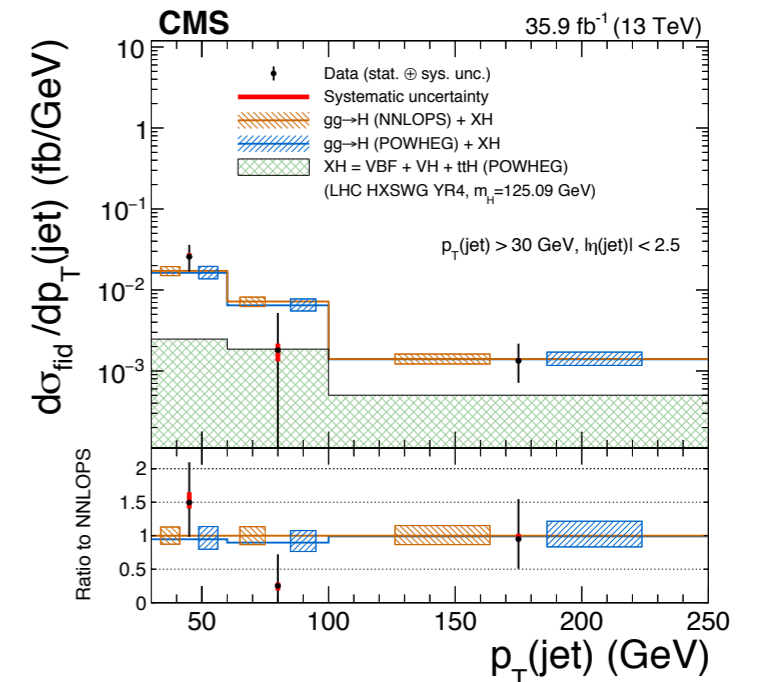 CMS 35.9 fb⁻¹ (13 TeV)
Data (stat. ⊕ sys. unc.)
Systematic uncertainty
gg→H (NNLOPS) + XH
gg→H (POWHEG) + XH
XH = VBF + VH + ttH (POWHEG)
(LHC HXSWG YR4, m_H=125.09 GeV)
p_T(jet) > 30 GeV, |η(jet)| < 2.5
dσ_fid /dp_T(jet) (fb/GeV)
10
1
10⁻¹
10⁻²
10⁻³
Ratio to NNLOPS
2
1.5
1
0.5
0
50 100 150 200 250
p_T(jet) (GeV)